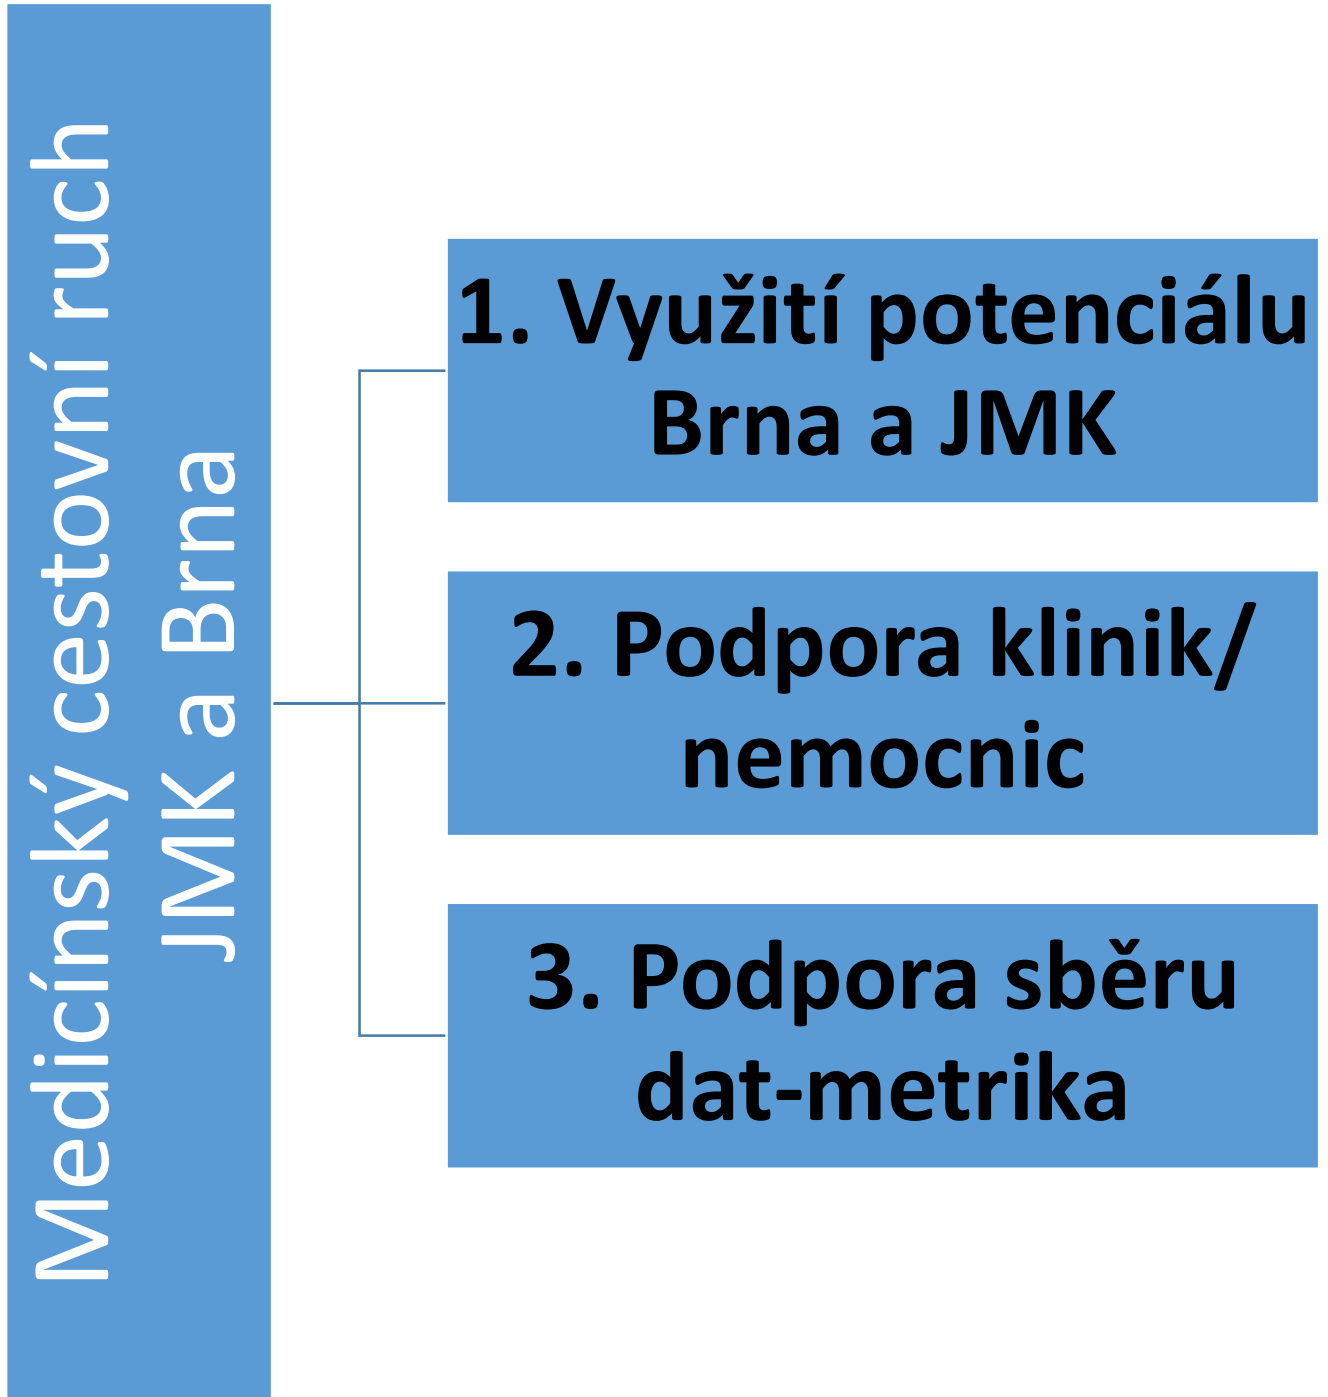 Medicínský cestovní ruch
JMK a Brna
1. Využití potenciálu
Brna a JMK
2. Podpora klinik/
nemocnic
3. Podpora sběru
dat-metrika